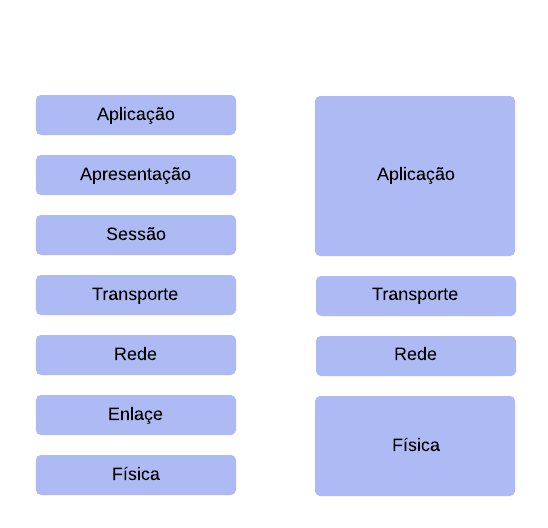 Aplicação
Apresentação
Sessão
Transporte
Rede
Enlaçe
Física
Aplicação
Transporte
Rede
Física